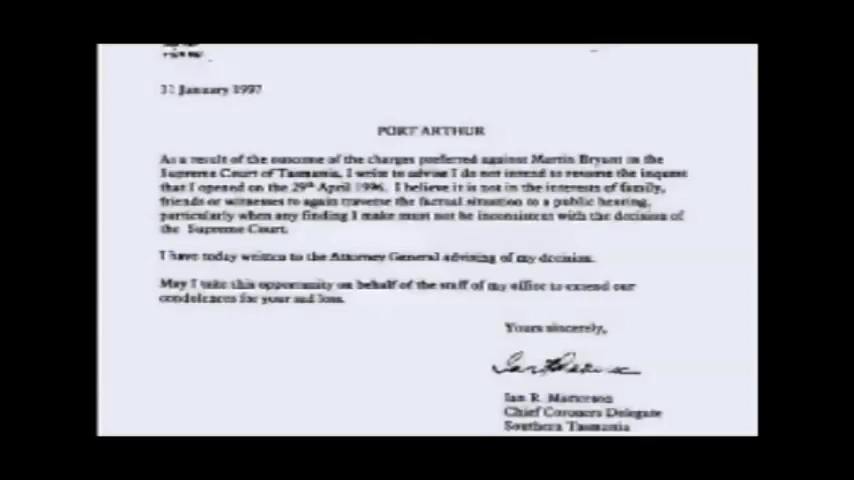 January 1997
PORT ARTHUR
As a result of the outcome of the charges preferred against Martin Bryant in the
Supreme Court of Tasmania, I write to advise I do not intend to resume the inquest
that I opened on the 29th April 1996. I believe it is not in the interests of family,
friends or witnesses to again traverse the factual situation to a public hearing,
particularly when any finding I make must not be inconsistent with the decision of
the Supreme Court.
I have today written to the Attorney General advising of my decision.
May I take this opportunity on behalf of the staff of my office to extend our
condolences for your sad loss.
Yours sincerely,
Ian R. Matterson
Chief Coroners Delegate
Southern Tasmania